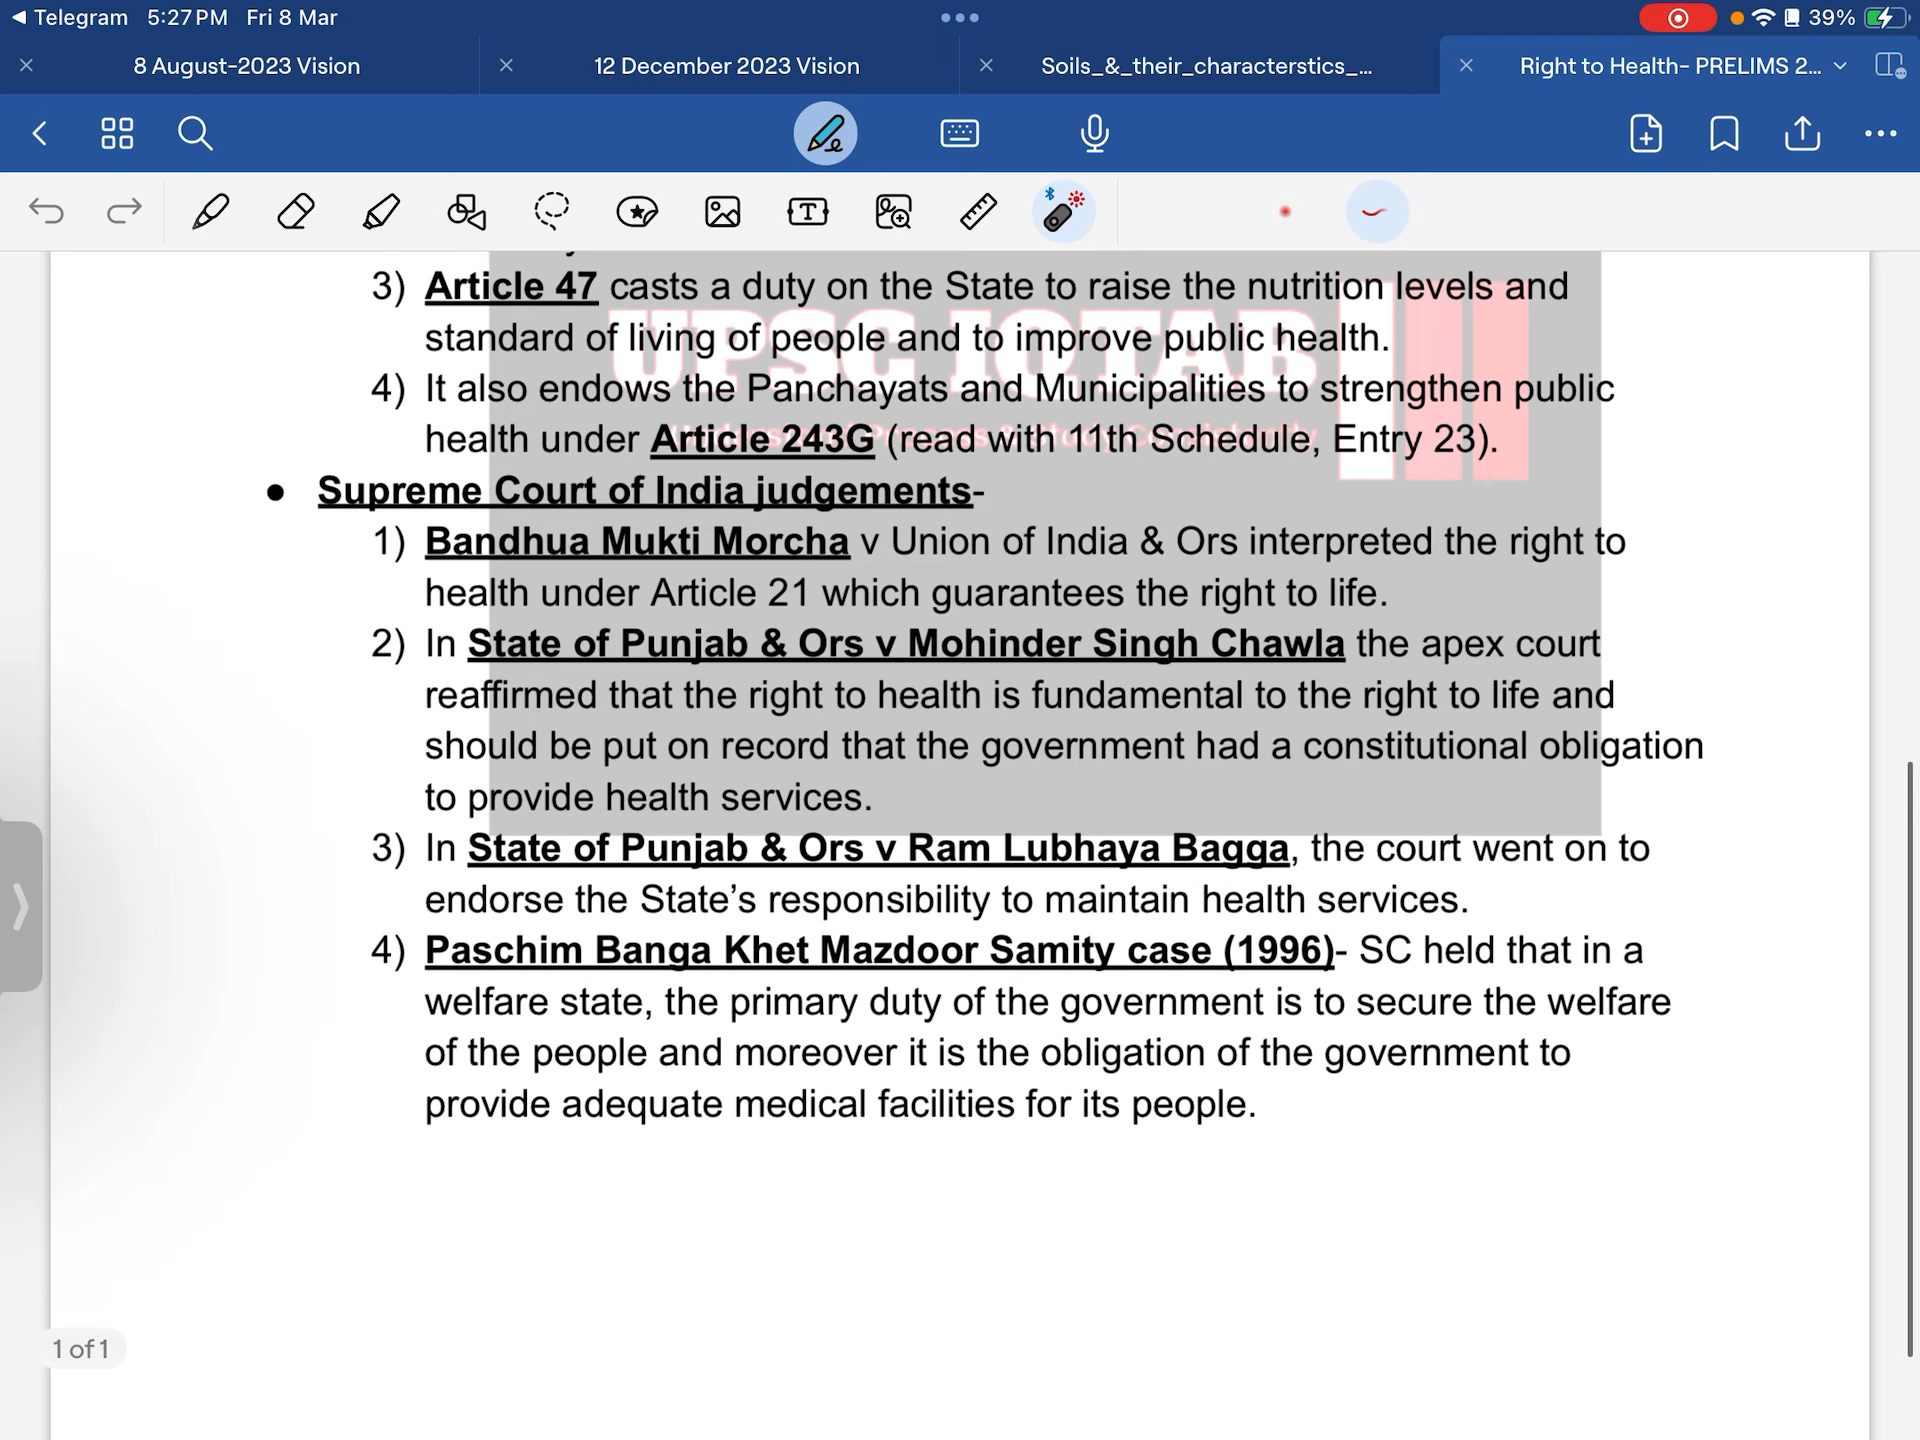 Telegram 5:27 PM Fri 8 Mar 39%
8 August-2023 Vision 12 December 2023 Vision Soils_&_their_characterstics_... Right to Health- PRELIMS 2...
3) Article 47 casts a duty on the State to raise the nutrition levels and
standard of living of people and to improve public health.
UPSC IQTAB
4) It also endows the Panchayats and Municipalities to strengthen public
health under Article 243G (read with 11th Schedule, Entry 23).
● Supreme Court of India judgements-
1) Bandhua Mukti Morcha v Union of India & Ors interpreted the right to
health under Article 21 which guarantees the right to life.
2) In State of Punjab & Ors v Mohinder Singh Chawla the apex court
reaffirmed that the right to health is fundamental to the right to life and
should be put on record that the government had a constitutional obligation
to provide health services.
3) In State of Punjab & Ors v Ram Lubhaya Bagga, the court went on to
endorse the State’s responsibility to maintain health services.
4) Paschim Banga Khet Mazdoor Samity case (1996)- SC held that in a
welfare state, the primary duty of the government is to secure the welfare
of the people and moreover it is the obligation of the government to
provide adequate medical facilities for its people.
1 of 1